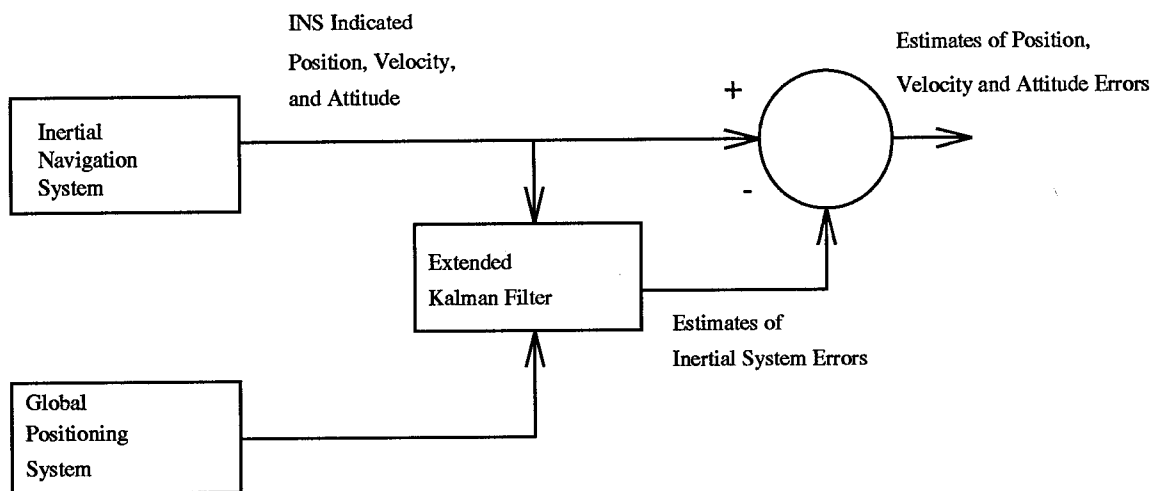 INS Indicated
Position, Velocity,
and Attitude
Estimates of Position,
Velocity and Attitude Errors
+
-
Inertial
Navigation
System
Extended
Kalman Filter
Estimates of
Inertial System Errors
Global
Positioning
System